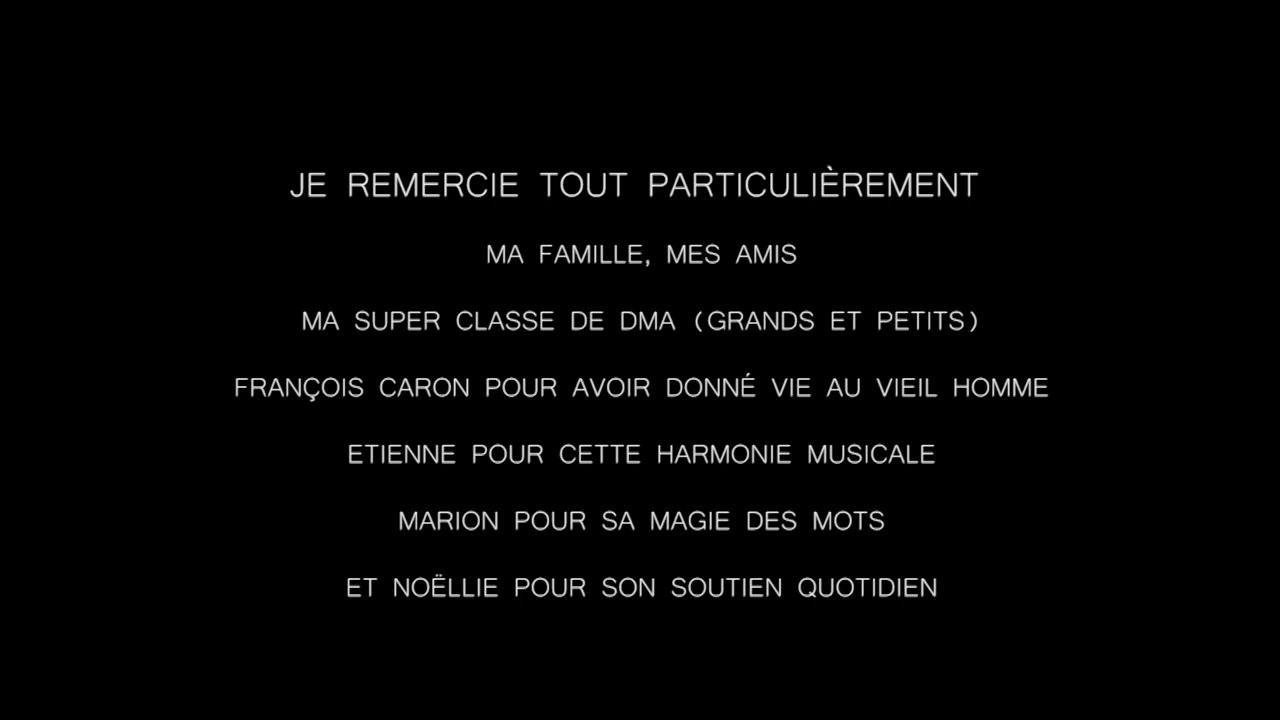 JE REMERCIE TOUT PARTICULIÈREMENT
MA FAMILLE, MES AMIS
MA SUPER CLASSE DE DMA (GRANDS ET PETITS)
FRANÇOIS CARON POUR AVOIR DONNÉ VIE AU VIEIL HOMME
ETIENNE POUR CETTE HARMONIE MUSICALE
MARION POUR SA MAGIE DES MOTS
ET NOËLLIE POUR SON SOUTIEN QUOTIDIEN